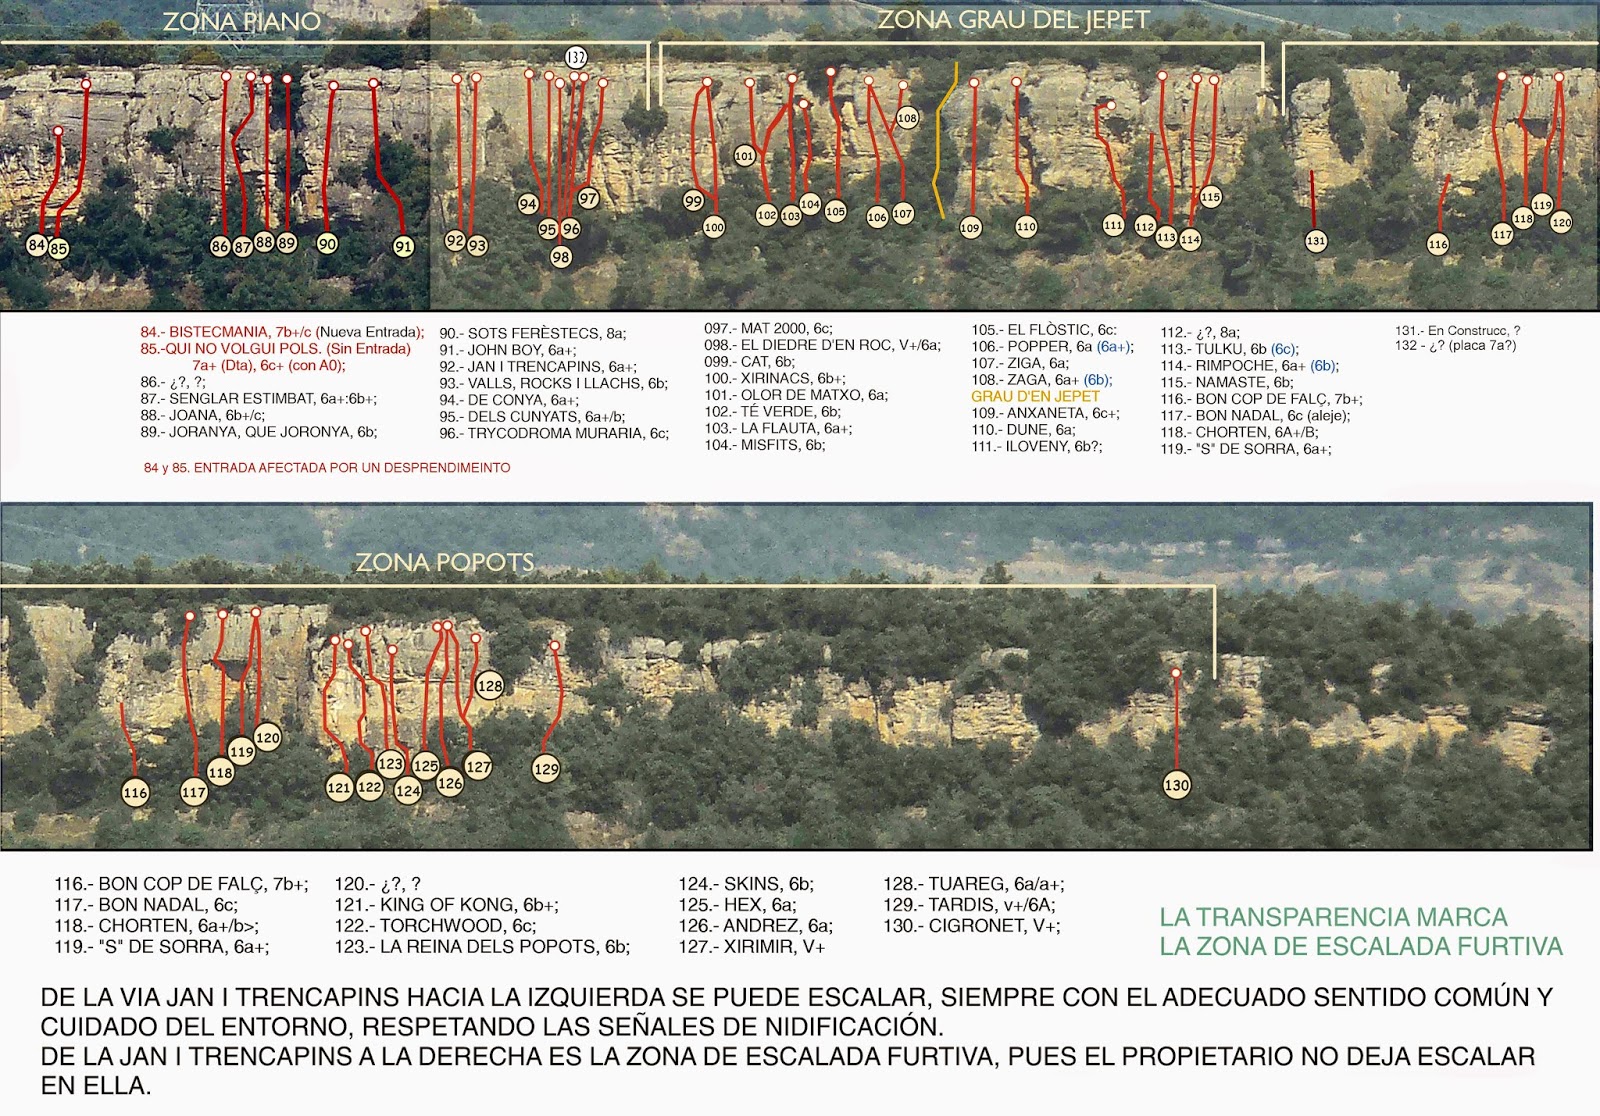 ZONA PIANO
ZONA GRAU DEL JEPET
132
101
108
94
97
99
102
103
104
105
106
107
115
84
85
86
87
88
89
90
91
92
93
95
96
98
100
109
110
111
112
113
114
131
116
117
118
119
120
84.- BISTECMANIA, 7b+/c (Nueva Entrada);
85.-QUI NO VOLGUI POLS. (Sin Entrada)
7a+ (Dta), 6c+ (con A0);
86.- ¿?, ?;
87.- SENGLAR ESTIMBAT, 6a+:6b+;
88.- JOANA, 6b+/c;
89.- JORANYA, QUE JORONYA, 6b;
84 y 85. ENTRADA AFECTADA POR UN DESPRENDIMEINTO
90.- SOTS FERÈSTECS, 8a;
91.- JOHN BOY, 6a+;
92.- JAN I TRENCAPINS, 6a+;
93.- VALLS, ROCKS I LLACHS, 6b;
94.- DE CONYA, 6a+;
95.- DELS CUNYATS, 6a+/b;
96.- TRYCODROMA MURARIA, 6c;
097.- MAT 2000, 6c;
098.- EL DIEDRE D'EN ROC, V+/6a;
099.- CAT, 6b;
100.- XIRINACS, 6b+;
101.- OLOR DE MATXO, 6a;
102.- TÉ VERDE, 6b;
103.- LA FLAUTA, 6a+;
104.- MISFITS, 6b;
105.- EL FLÒSTIC, 6c:
106.- POPPER, 6a (6a+);
107.- ZIGA, 6a;
108.- ZAGA, 6a+ (6b);
GRAU D'EN JEPET
109.- ANXANETA, 6c+;
110.- DUNE, 6a;
111.- ILOVENY, 6b?;
112.- ¿?, 8a;
113.- TULKU, 6b (6c);
114.- RIMPOCHE, 6a+ (6b);
115.- NAMASTE, 6b;
116.- BON COP DE FALÇ, 7b+;
117.- BON NADAL, 6c (aleje);
118.- CHORTEN, 6A+/B;
119.- "S" DE SORRA, 6a+;
131.- En Construcc, ?
132 - ¿? (placa 7a?)
ZONA POPOTS
116
117
118
119
120
121
122
123
124
125
126
127
128
129
130
116.- BON COP DE FALÇ, 7b+;
117.- BON NADAL, 6c;
118.- CHORTEN, 6a+/b>;
119.- "S" DE SORRA, 6a+;
120.- ¿?, ?
121.- KING OF KONG, 6b+;
122.- TORCHWOOD, 6c;
123.- LA REINA DELS POPOTS, 6b;
124.- SKINS, 6b;
125.- HEX, 6a;
126.- ANDREZ, 6a;
127.- XIRIMIR, V+
128.- TUAREG, 6a/a+;
129.- TARDIS, v+/6A;
130.- CIGRONET, V+;
LA TRANSPARENCIA MARCA
LA ZONA DE ESCALADA FURTIVA
DE LA VIA JAN I TRENCAPINS HACIA LA IZQUIERDA SE PUEDE ESCALAR, SIEMPRE CON EL ADECUADO SENTIDO COMÚN Y
CUIDADO DEL ENTORNO, RESPETANDO LAS SEÑALES DE NIDIFICACIÓN.
DE LA JAN I TRENCAPINS A LA DERECHA ES LA ZONA DE ESCALADA FURTIVA, PUES EL PROPIETARIO NO DEJA ESCALAR
EN ELLA.